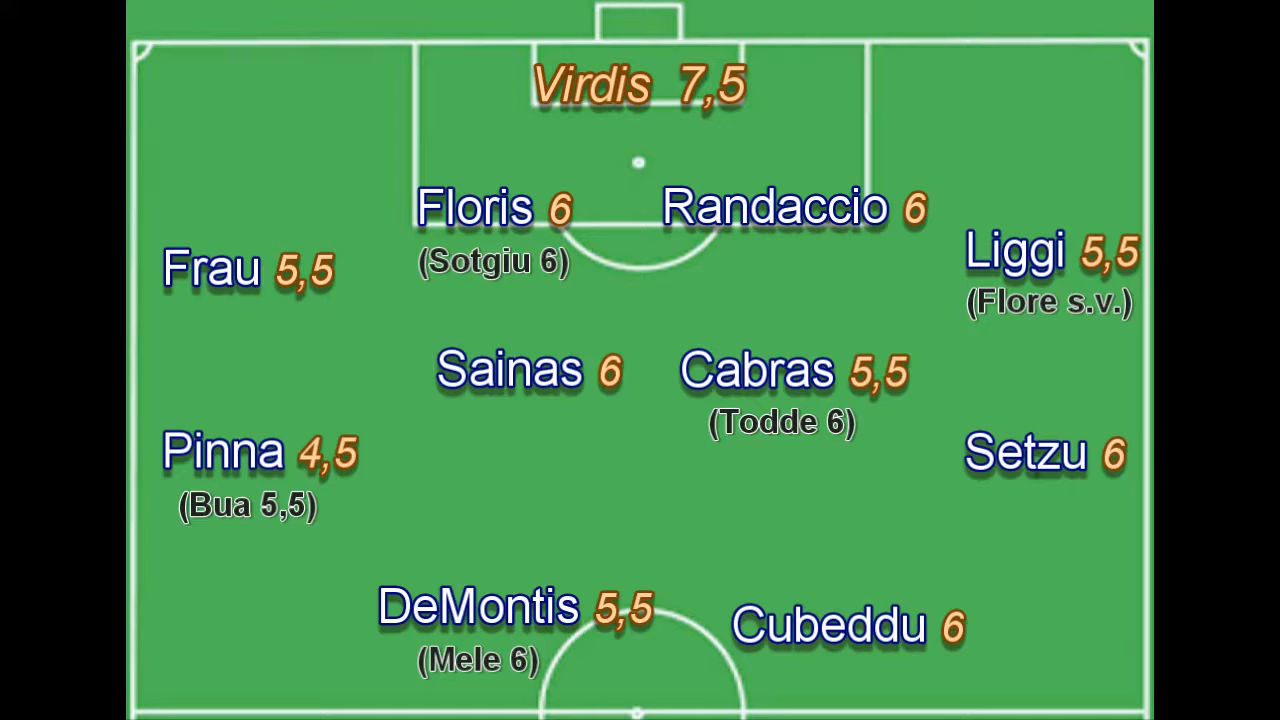 Virdis 7,5
Floris 6
Randaccio 6
(Sotgiu 6)
Frau 5,5
Liggi 5,5
(Flore s.v.)
Sainas 6
Cabras 5,5
(Todde 6)
Pinna 4,5
Setzu 6
(Bua 5,5)
DeMontis 5,5
Cubeddu 6
(Mele 6)